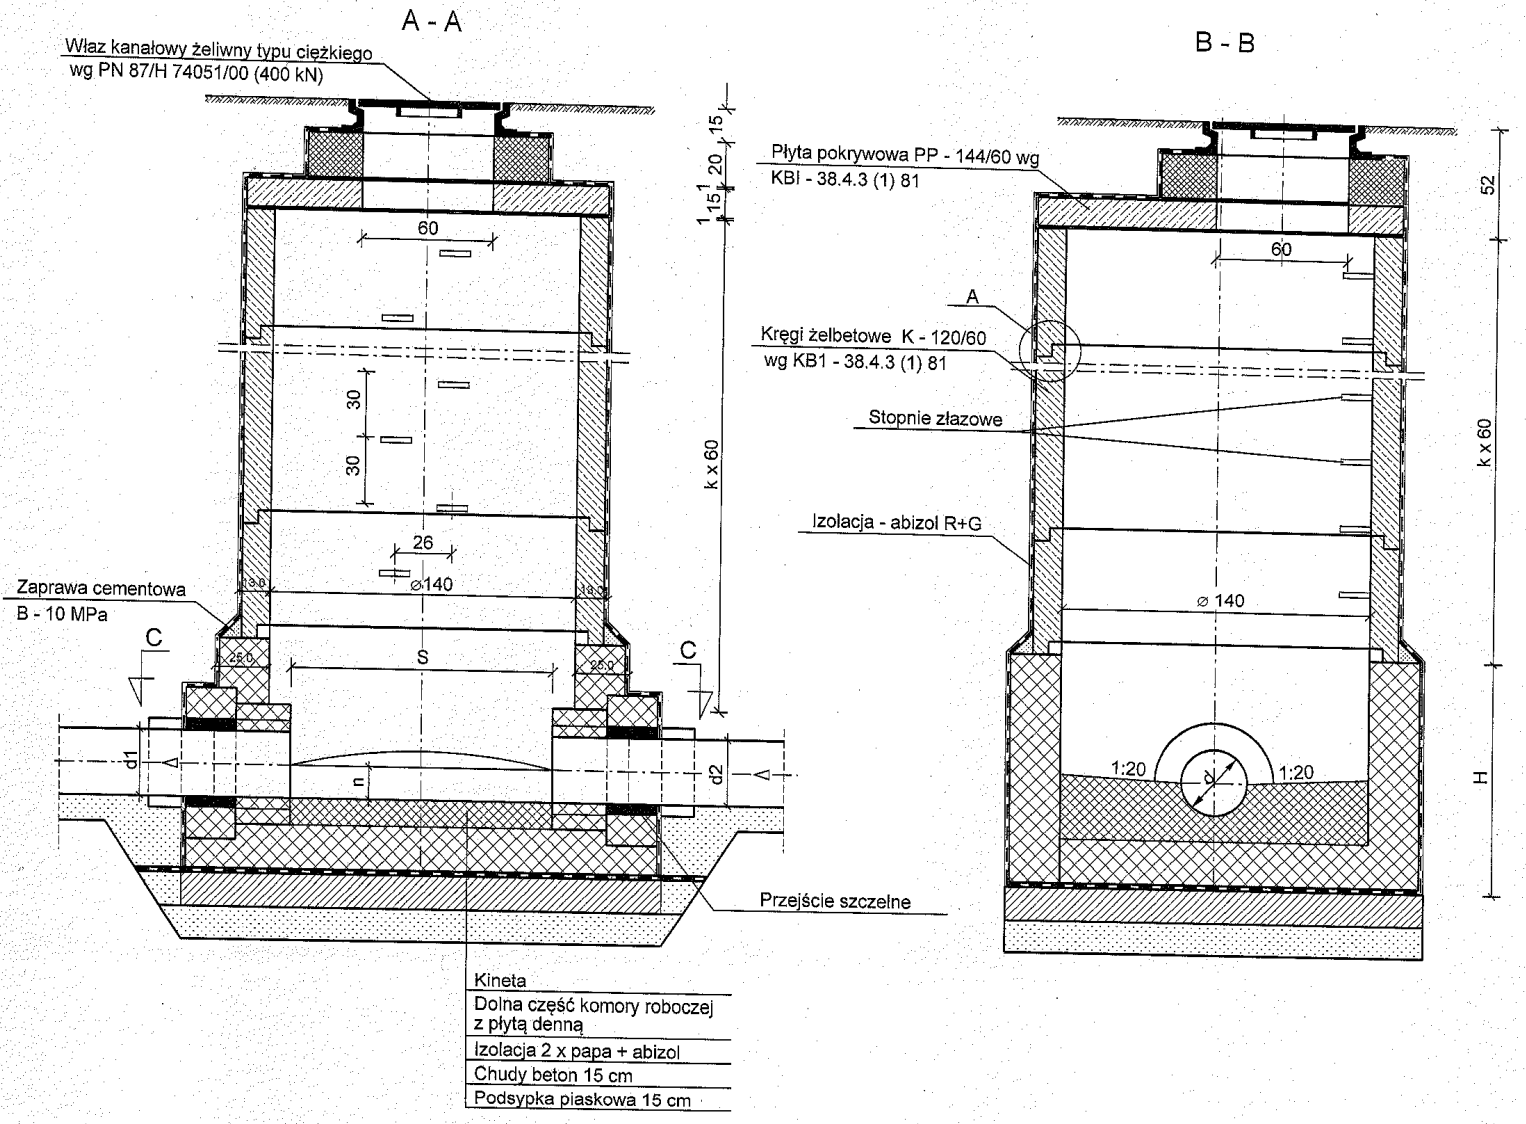 A - A
Właz kanałowy żeliwny typu ciężkiego
wg PN 87/H 74051/00 (400 kN)
15
20
1
15
1
60
30
30
k x 60
26
13.0
⌀140
13.0
Zaprawa cementowa
B - 10 MPa
C
25.0
S
25.0
C
d1
n
d2
Przejście szczelne
Kineta
Dolna część komory roboczej
z płytą denną
Izolacja 2 x papa + abizol
Chudy beton 15 cm
Podsypka piaskowa 15 cm
B - B
Płyta pokrywowa PP - 144/60 wg
KBI - 38.4.3 (1) 81
52
60
A
Kręgi żelbetowe K - 120/60
wg KB1 - 38.4.3 (1) 81
Stopnie złazowe
k x 60
Izolacja - abizol R+G
⌀ 140
1:20
d
1:20
H